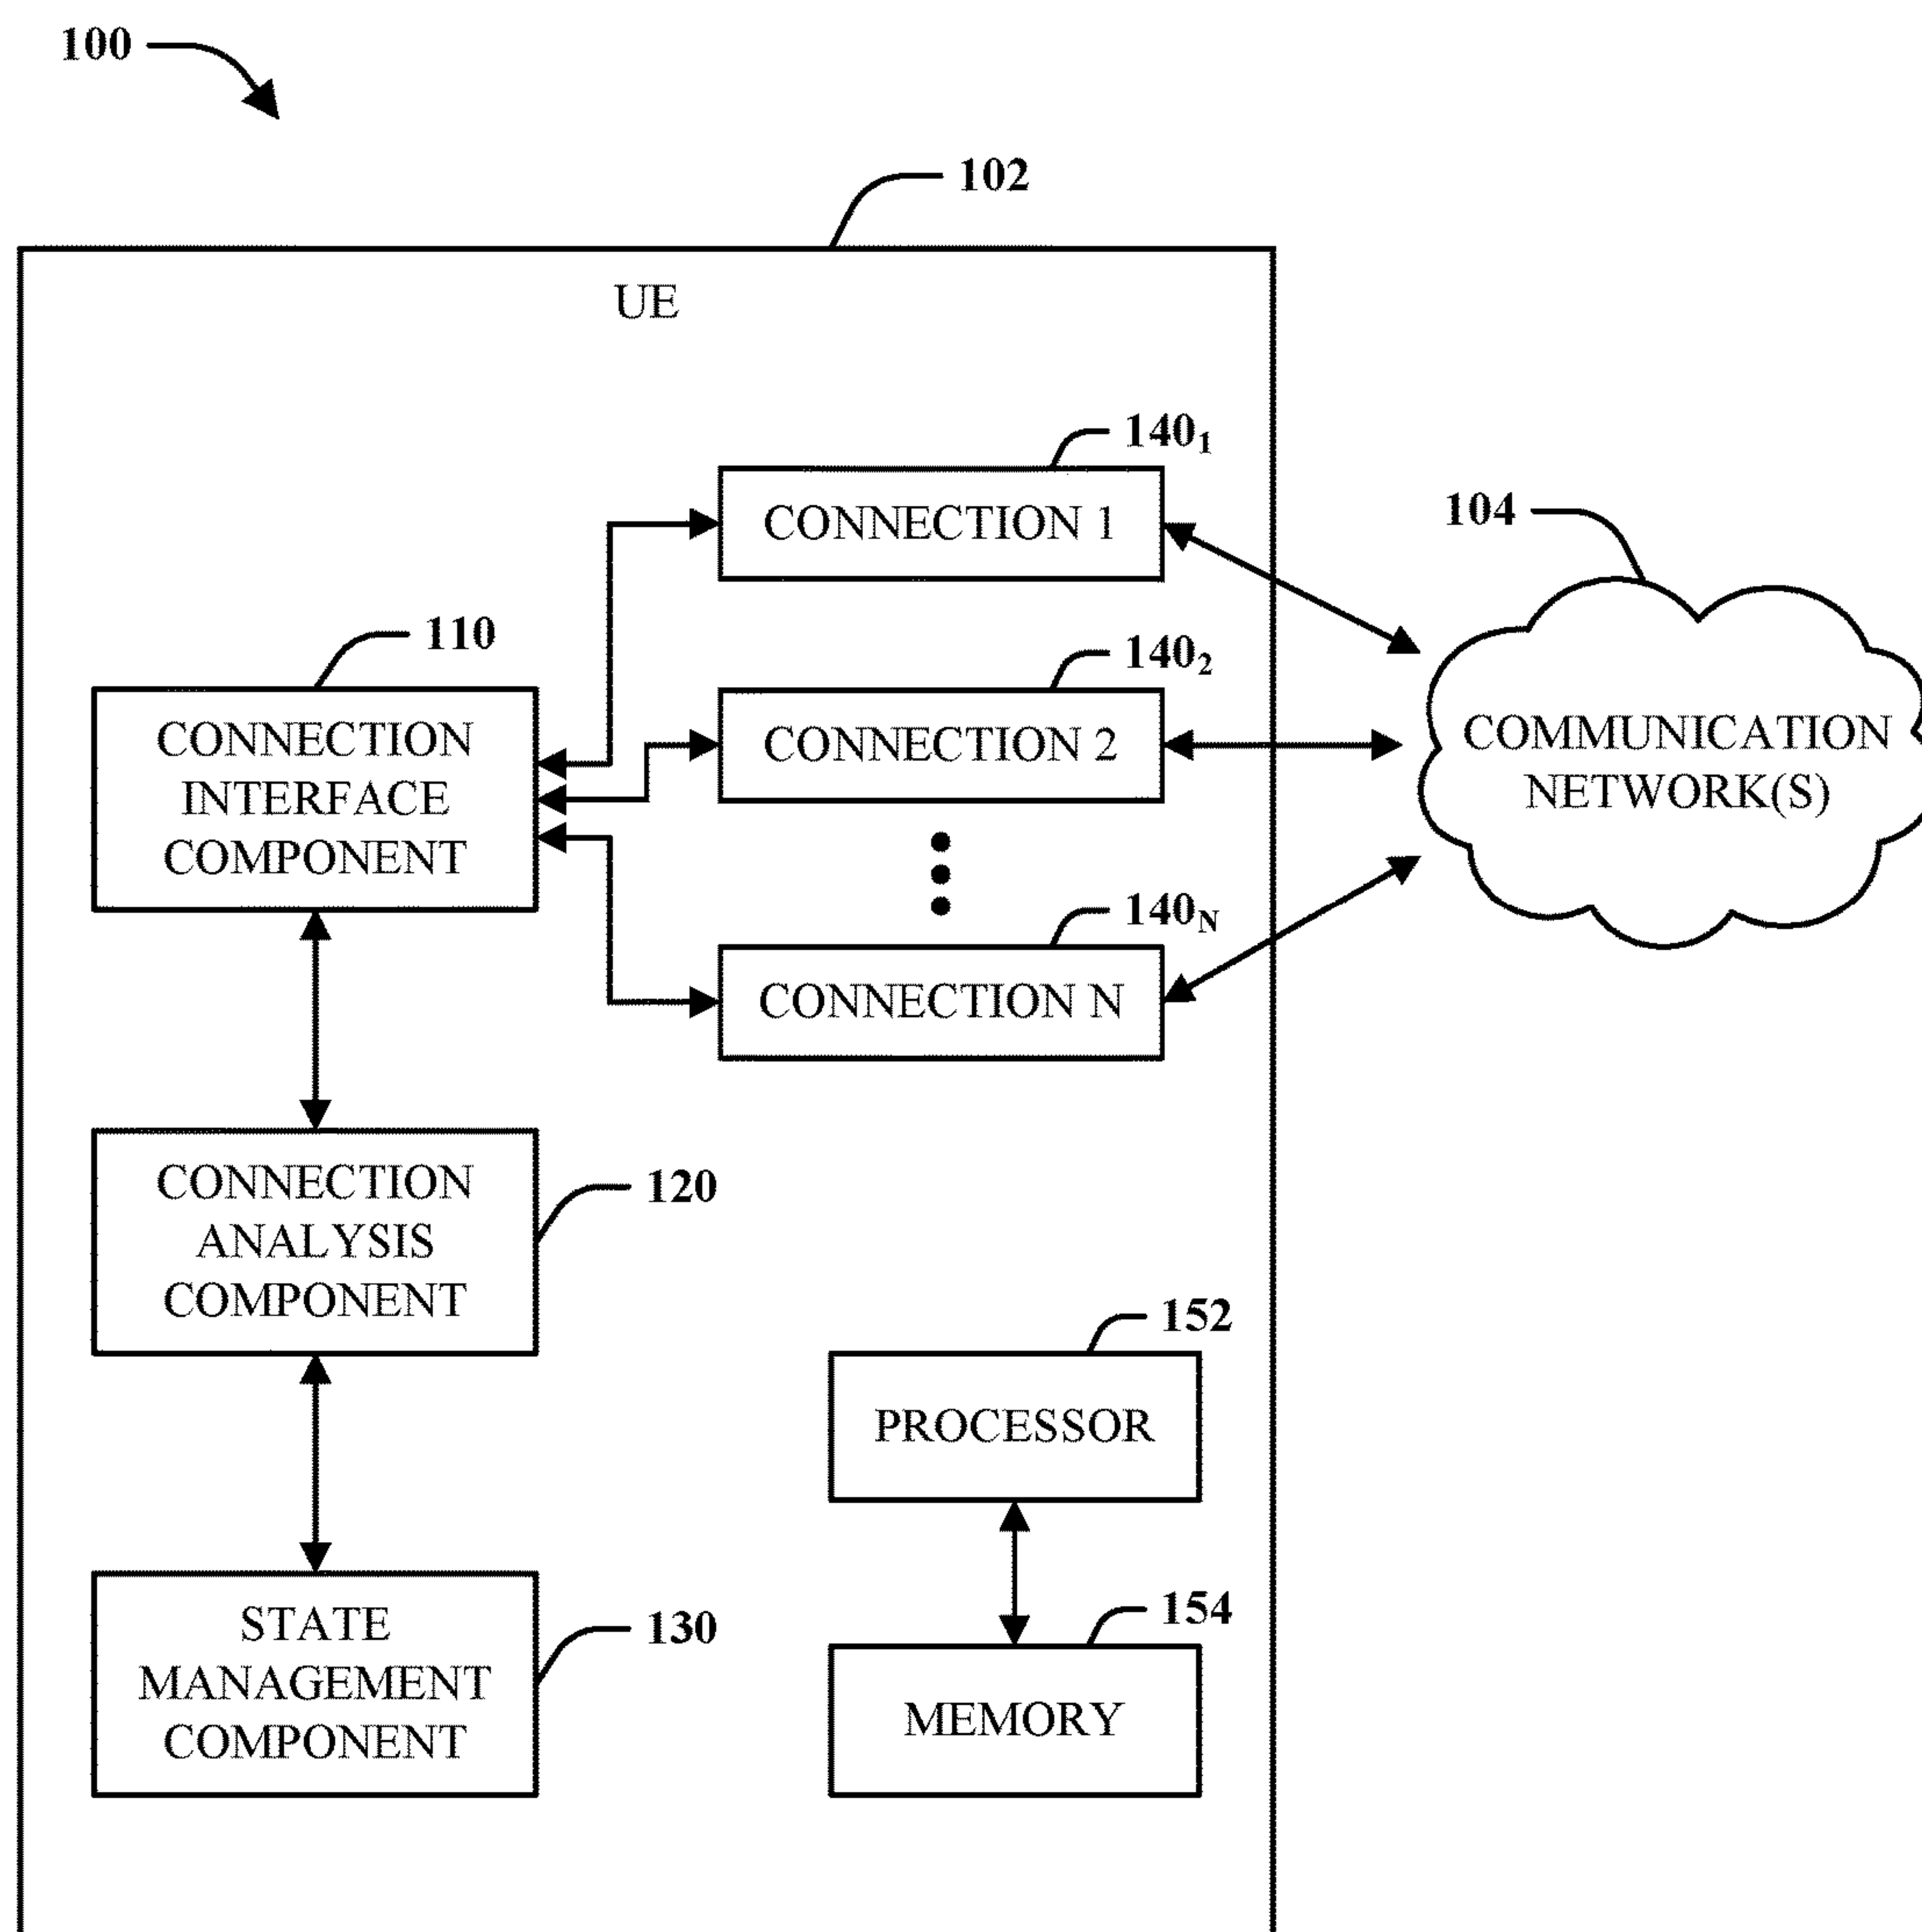 100
102
UE
140₁
CONNECTION 1
104
110
140₂
CONNECTION
INTERFACE
COMPONENT
CONNECTION 2
COMMUNICATION
NETWORK(S)
140N
CONNECTION N
CONNECTION
ANALYSIS
COMPONENT
120
152
PROCESSOR
STATE
MANAGEMENT
COMPONENT
130
154
MEMORY